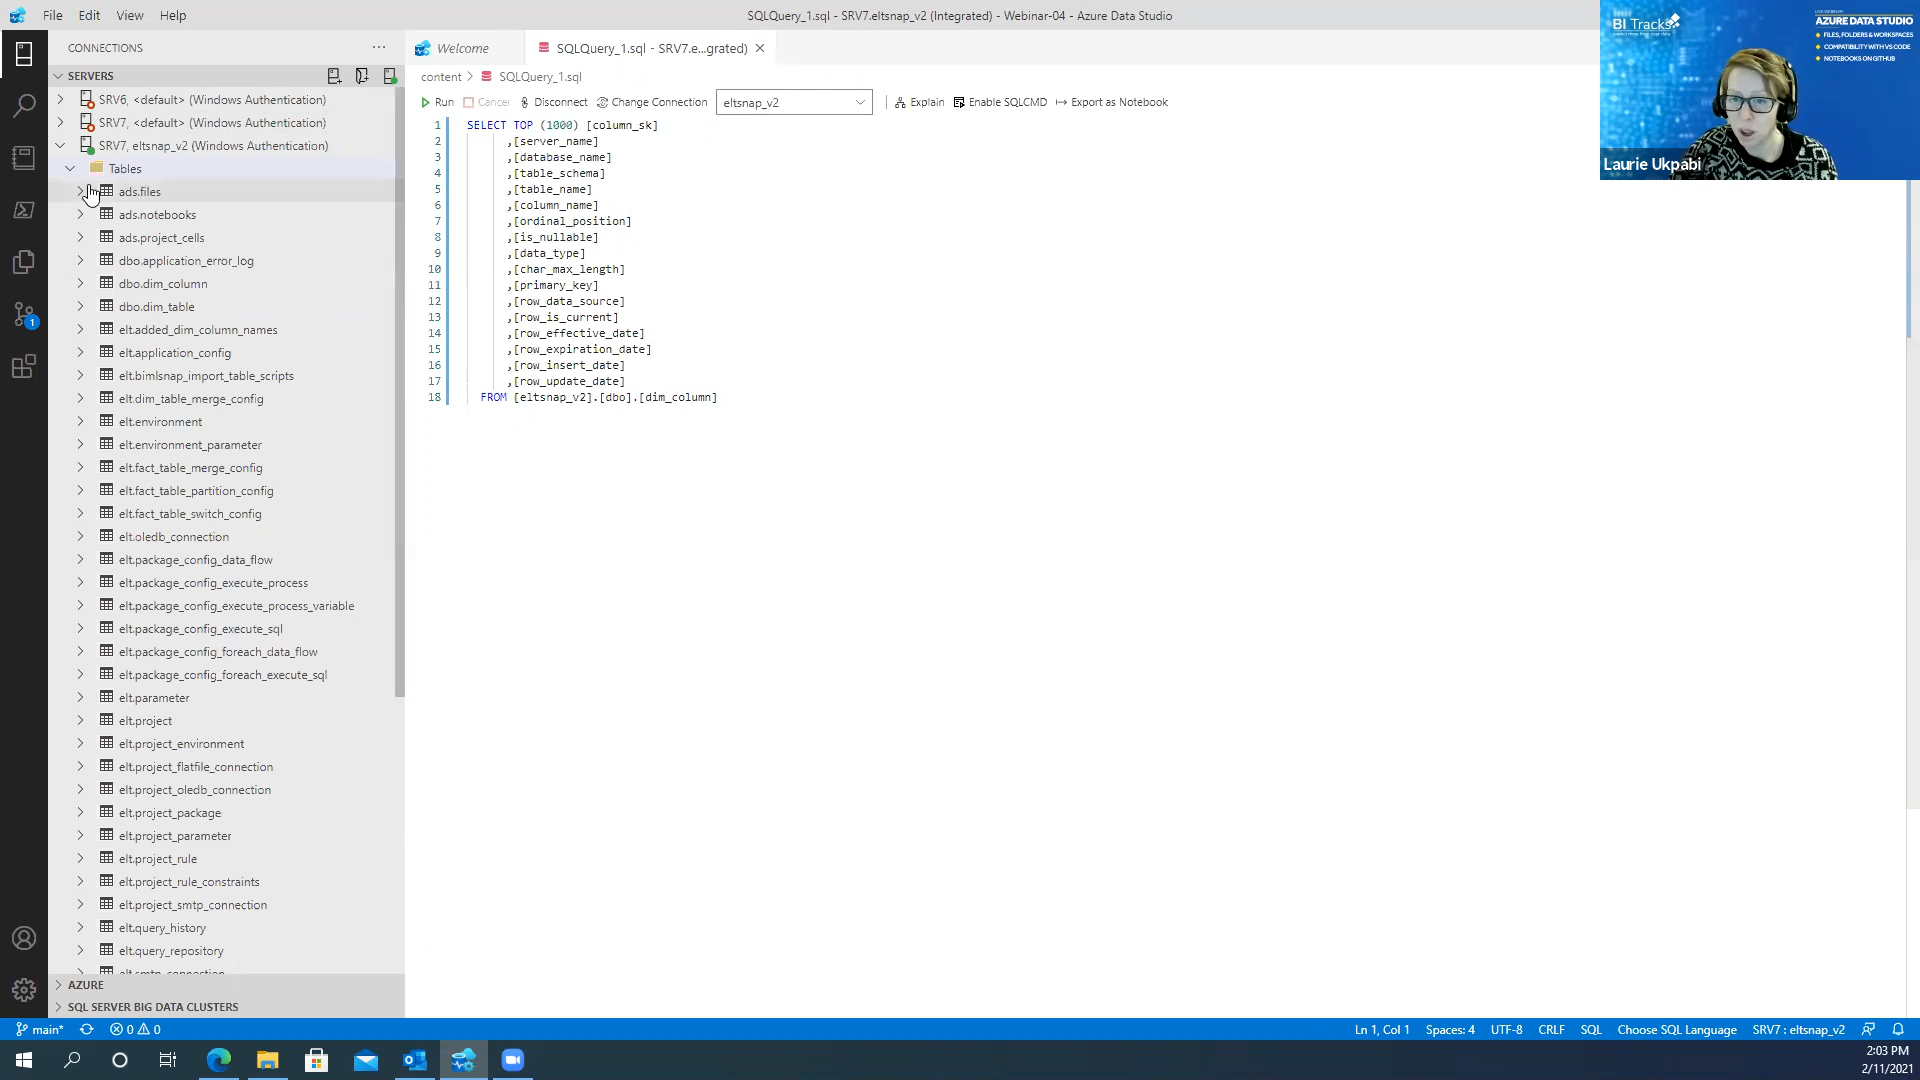 File Edit View Help
SQLQuery_1.sql - SRV7.eltsnap_v2 (Integrated) - Webinar-04 - Azure Data Studio
CONNECTIONS
SERVERS
SRV6, <default> (Windows Authentication)
SRV7, <default> (Windows Authentication)
SRV7, eltsnap_v2 (Windows Authentication)
Tables
ads.files
ads.notebooks
ads.project_cells
dbo.application_error_log
dbo.dim_column
dbo.dim_table
elt.added_dim_column_names
elt.application_config
elt.bimlsnap_import_table_scripts
elt.dim_table_merge_config
elt.environment
elt.environment_parameter
elt.fact_table_merge_config
elt.fact_table_partition_config
elt.fact_table_switch_config
elt.oledb_connection
elt.package_config_data_flow
elt.package_config_execute_process
elt.package_config_execute_process_variable
elt.package_config_execute_sql
elt.package_config_foreach_data_flow
elt.package_config_foreach_execute_sql
elt.parameter
elt.project
elt.project_environment
elt.project_flatfile_connection
elt.project_oledb_connection
elt.project_package
elt.project_parameter
elt.project_rule
elt.project_rule_constraints
elt.project_smtp_connection
elt.query_history
elt.query_repository
elt.smtp_connection
AZURE
SQL SERVER BIG DATA CLUSTERS
1
Welcome
SQLQuery_1.sql - SRV7.e...grated)
content > SQLQuery_1.sql
Run Cancel Disconnect Change Connection eltsnap_v2 Explain Enable SQLCMD Export as Notebook
1 SELECT TOP (1000) [column_sk]
2 ,[server_name]
3 ,[database_name]
4 ,[table_schema]
5 ,[table_name]
6 ,[column_name]
7 ,[ordinal_position]
8 ,[is_nullable]
9 ,[data_type]
10 ,[char_max_length]
11 ,[primary_key]
12 ,[row_data_source]
13 ,[row_is_current]
14 ,[row_effective_date]
15 ,[row_expiration_date]
16 ,[row_insert_date]
17 ,[row_update_date]
18 FROM [eltsnap_v2].[dbo].[dim_column]
BI Tracks
AZURE DATA STUDIO
FILES, FOLDERS & WORKSPACES
COMPATIBILITY WITH VS CODE
NOTEBOOKS ON GITHUB
Laurie Ukpabi
main* 0 0
Ln 1, Col 1 Spaces: 4 UTF-8 CRLF SQL Choose SQL Language SRV7 : eltsnap_v2
2:03 PM
2/11/2021